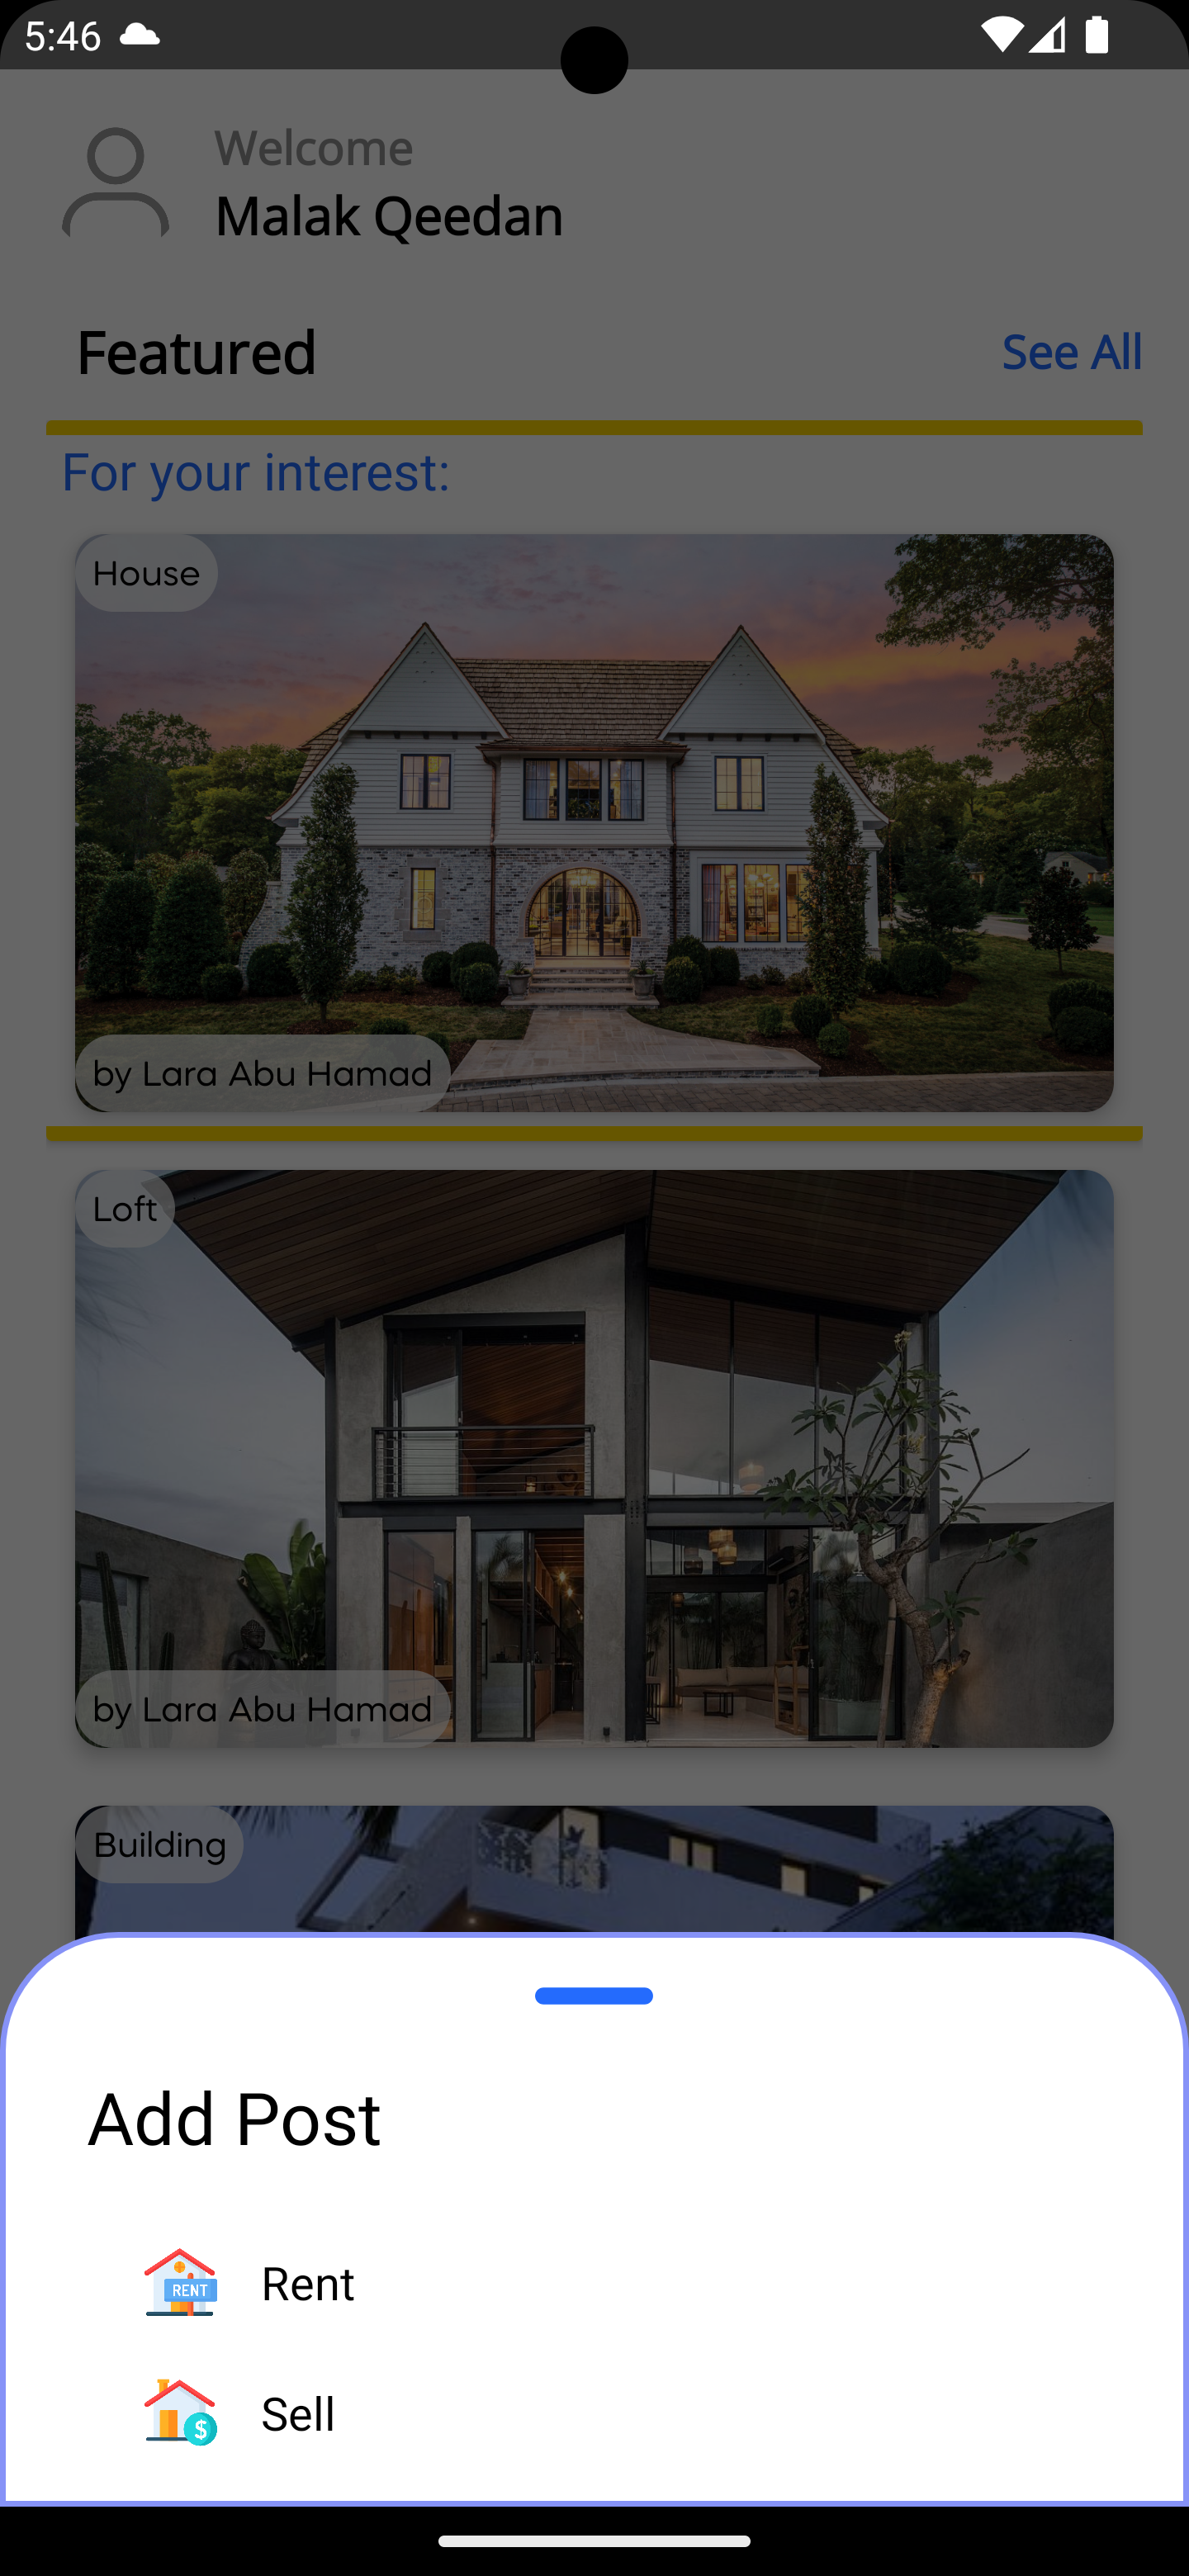 5:46
Welcome
Malak Qeedan
Featured
See All
For your interest:
House
by Lara Abu Hamad
Loft
by Lara Abu Hamad
Building
Add Post
RENT
Rent
$
Sell